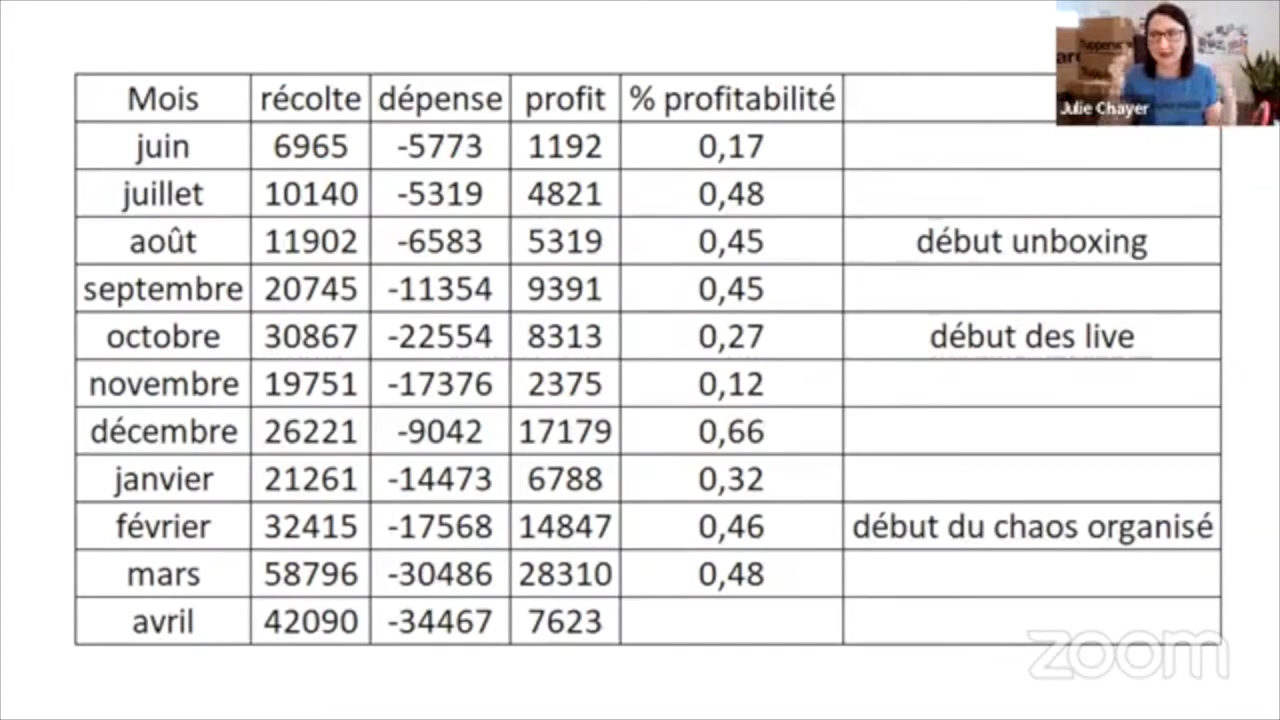 Mois récolte dépense profit % profitabilité
juin 6965 -5773 1192 0,17
juillet 10140 -5319 4821 0,48
août 11902 -6583 5319 0,45 début unboxing
septembre 20745 -11354 9391 0,45
octobre 30867 -22554 8313 0,27 début des live
novembre 19751 -17376 2375 0,12
décembre 26221 -9042 17179 0,66
janvier 21261 -14473 6788 0,32
février 32415 -17568 14847 0,46 début du chaos organisé
mars 58796 -30486 28310 0,48
avril 42090 -34467 7623
Julie Chayer
zoom